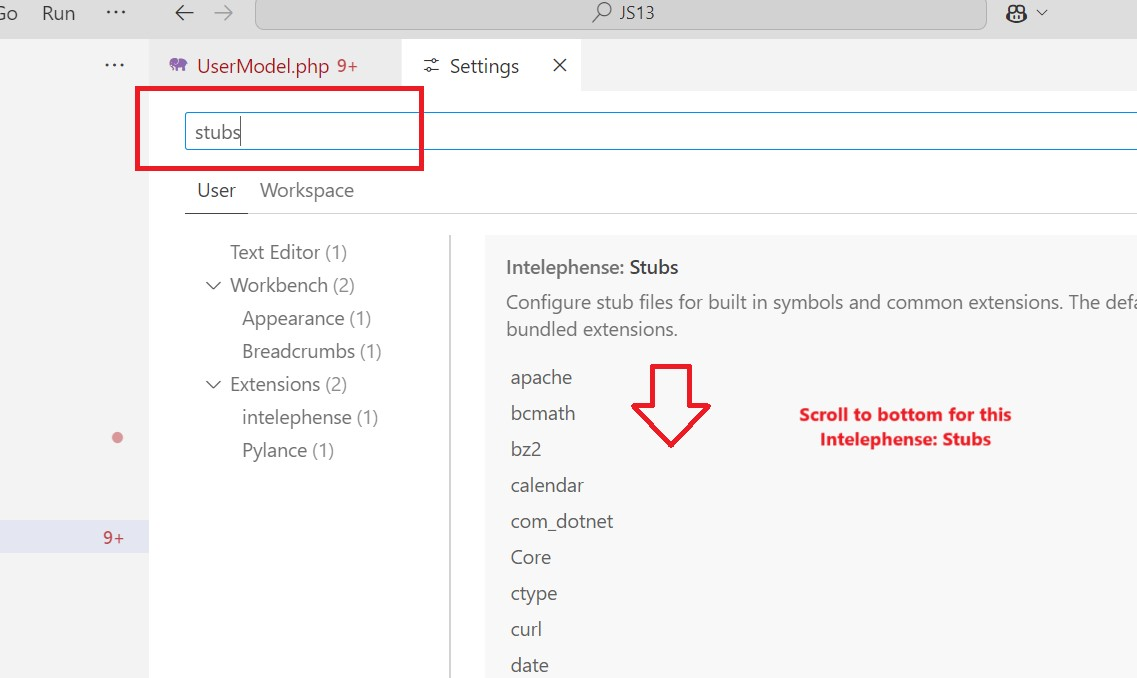 Go Run ··· JS13
UserModel.php 9+ Settings
stubs
User Workspace
Text Editor (1)
Workbench (2)
Appearance (1)
Breadcrumbs (1)
Extensions (2)
intelephense (1)
Pylance (1)
9+
Intelephense: Stubs
Configure stub files for built in symbols and common extensions. The
bundled extensions.
apache
bcmath
bz2
calendar
com_dotnet
Core
ctype
curl
date
Scroll to bottom for this
Intelephense: Stubs